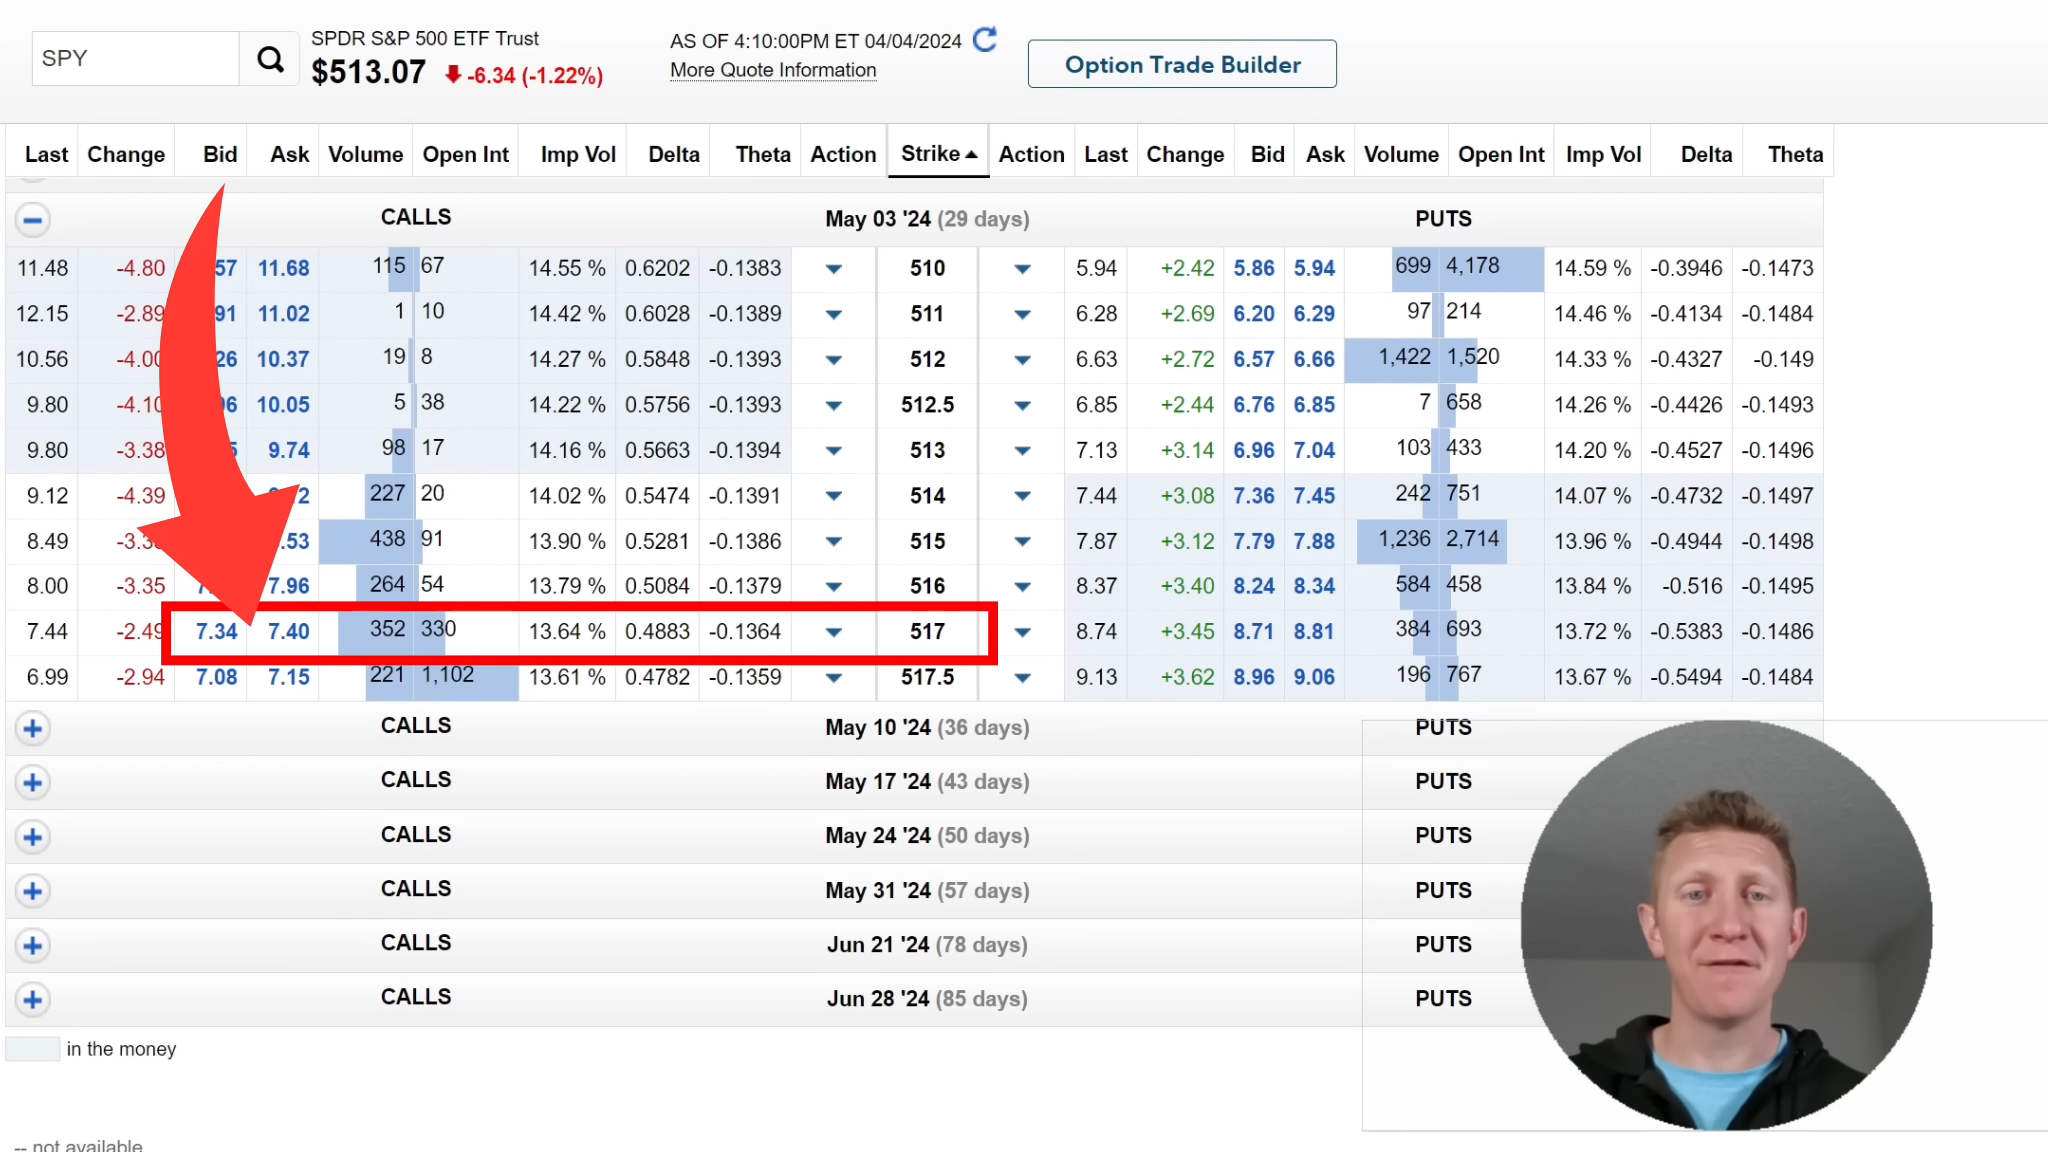 SPY
SPDR S&P 500 ETF Trust
$513.07 -6.34 (-1.22%)
AS OF 4:10:00PM ET 04/04/2024
More Quote Information
Option Trade Builder
Last Change Bid Ask Volume Open Int Imp Vol Delta Theta Action Strike Action Last Change Bid Ask Volume Open Int Imp Vol Delta Theta
CALLS May 03 '24 (29 days) PUTS
11.48 -4.80 57 11.68 115 67 14.55 % 0.6202 -0.1383 510 5.94 +2.42 5.86 5.94 699 4,178 14.59 % -0.3946 -0.1473
12.15 -2.89 91 11.02 1 10 14.42 % 0.6028 -0.1389 511 6.28 +2.69 6.20 6.29 97 214 14.46 % -0.4134 -0.1484
10.56 -4.00 26 10.37 19 8 14.27 % 0.5848 -0.1393 512 6.63 +2.72 6.57 6.66 1,422 1,520 14.33 % -0.4327 -0.149
9.80 -4.10 10.05 5 38 14.22 % 0.5756 -0.1393 512.5 6.85 +2.44 6.76 6.85 7 658 14.26 % -0.4426 -0.1493
9.80 -3.38 9.74 98 17 14.16 % 0.5663 -0.1394 513 7.13 +3.14 6.96 7.04 103 433 14.20 % -0.4527 -0.1496
9.12 -4.39 227 20 14.02 % 0.5474 -0.1391 514 7.44 +3.08 7.36 7.45 242 751 14.07 % -0.4732 -0.1497
8.49 .53 438 91 13.90 % 0.5281 -0.1386 515 7.87 +3.12 7.79 7.88 1,236 2,714 13.96 % -0.4944 -0.1498
8.00 -3.35 7.96 264 54 13.79 % 0.5084 -0.1379 516 8.37 +3.40 8.24 8.34 584 458 13.84 % -0.516 -0.1495
7.44 -2.49 7.34 7.40 352 330 13.64 % 0.4883 -0.1364 517 8.74 +3.45 8.71 8.81 384 693 13.72 % -0.5383 -0.1486
6.99 -2.94 7.08 7.15 221 1,102 13.61 % 0.4782 -0.1359 517.5 9.13 +3.62 8.96 9.06 196 767 13.67 % -0.5494 -0.1484
CALLS May 10 '24 (36 days) PUTS
CALLS May 17 '24 (43 days) PUTS
CALLS May 24 '24 (50 days) PUTS
CALLS May 31 '24 (57 days) PUTS
CALLS Jun 21 '24 (78 days) PUTS
CALLS Jun 28 '24 (85 days) PUTS
in the money
-- not available